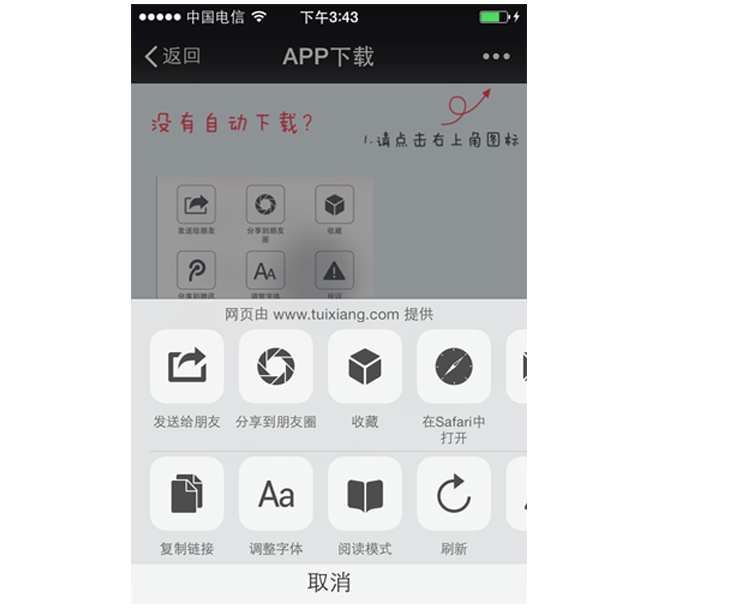 中国电信
下午3:43
返回
APP下载
没有自动下载?
1.请点击右上角图标
发送给朋友
分享到朋友圈
收藏
调整字体
投诉
网页由 www.tuixiang.com 提供
发送给朋友
分享到朋友圈
收藏
在Safari中
打开
Aa
复制链接
调整字体
阅读模式
刷新
取消